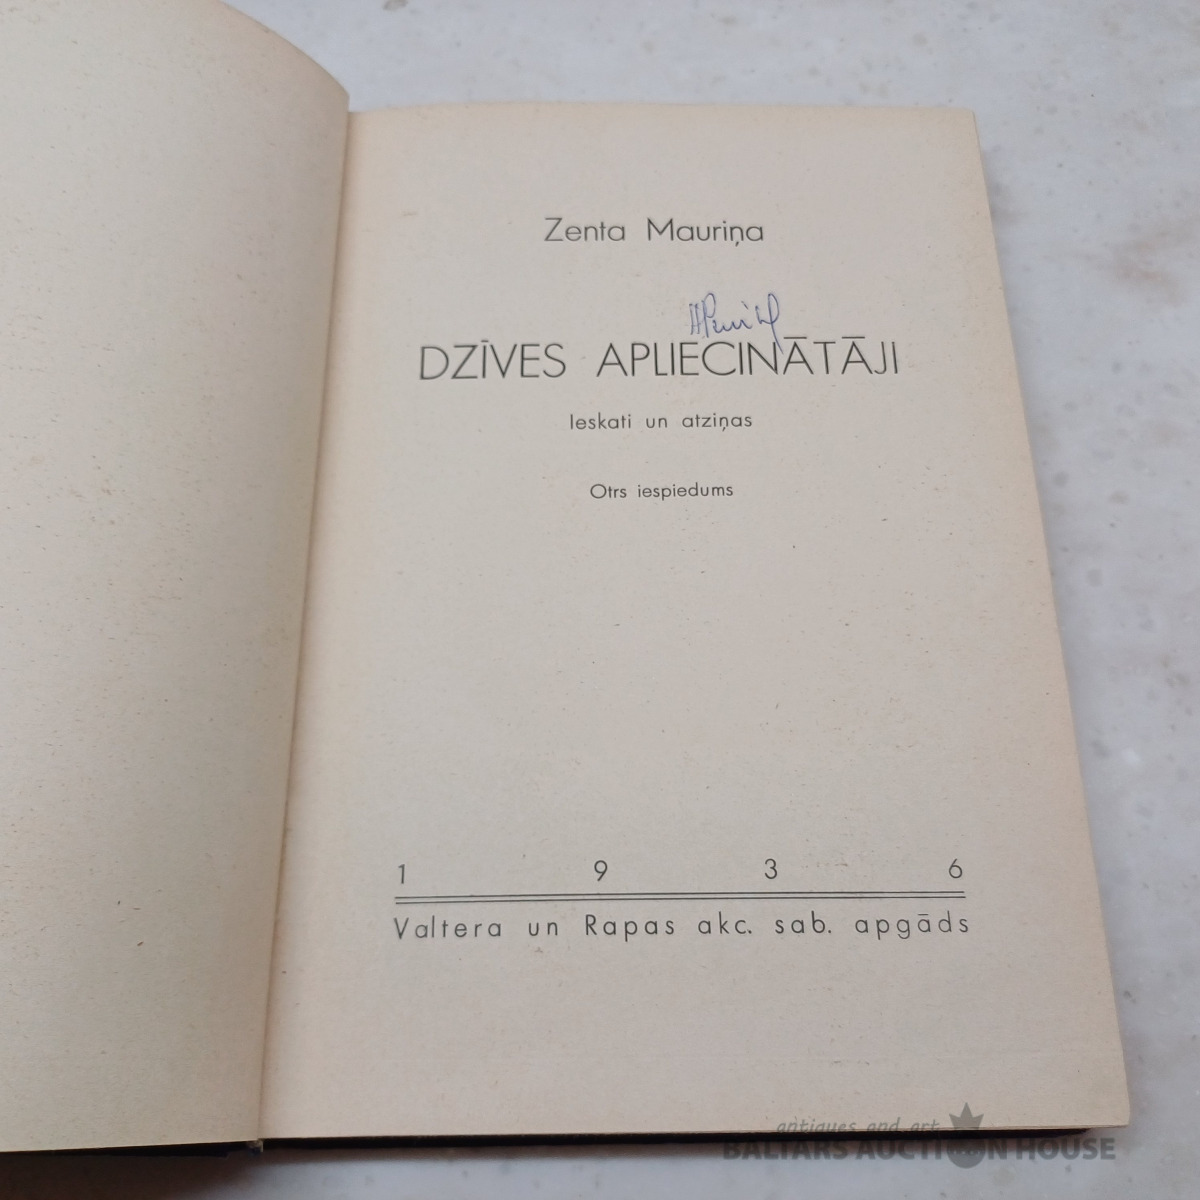 Zenta Mauriņa
DZĪVES APLIECINĀTĀJI
Ieskati un atziņas
Otrs iespiedums
1 9 3 6
Valtera un Rapas akc. sab. apgāds
antiques and art
BALTARS AUCTION HOUSE